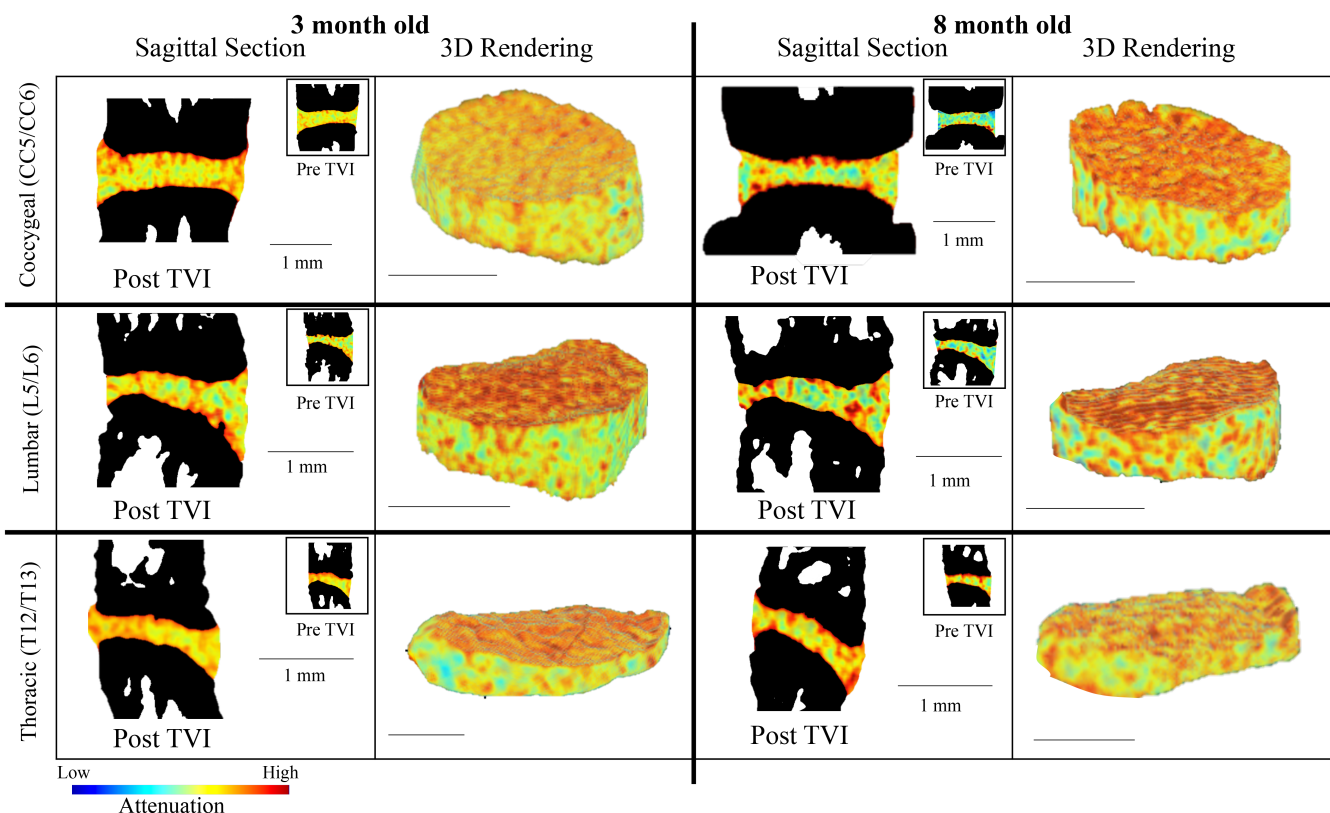 3 month old
8 month old
Sagittal Section
3D Rendering
Sagittal Section
3D Rendering
Coccygeal (CC5/CC6)
Pre TVI
1 mm
Post TVI
Pre TVI
1 mm
Post TVI
Lumbar (L5/L6)
Pre TVI
1 mm
Post TVI
Pre TVI
1 mm
Post TVI
Thoracic (T12/T13)
Pre TVI
1 mm
Post TVI
Pre TVI
1 mm
Post TVI
Low
High
Attenuation